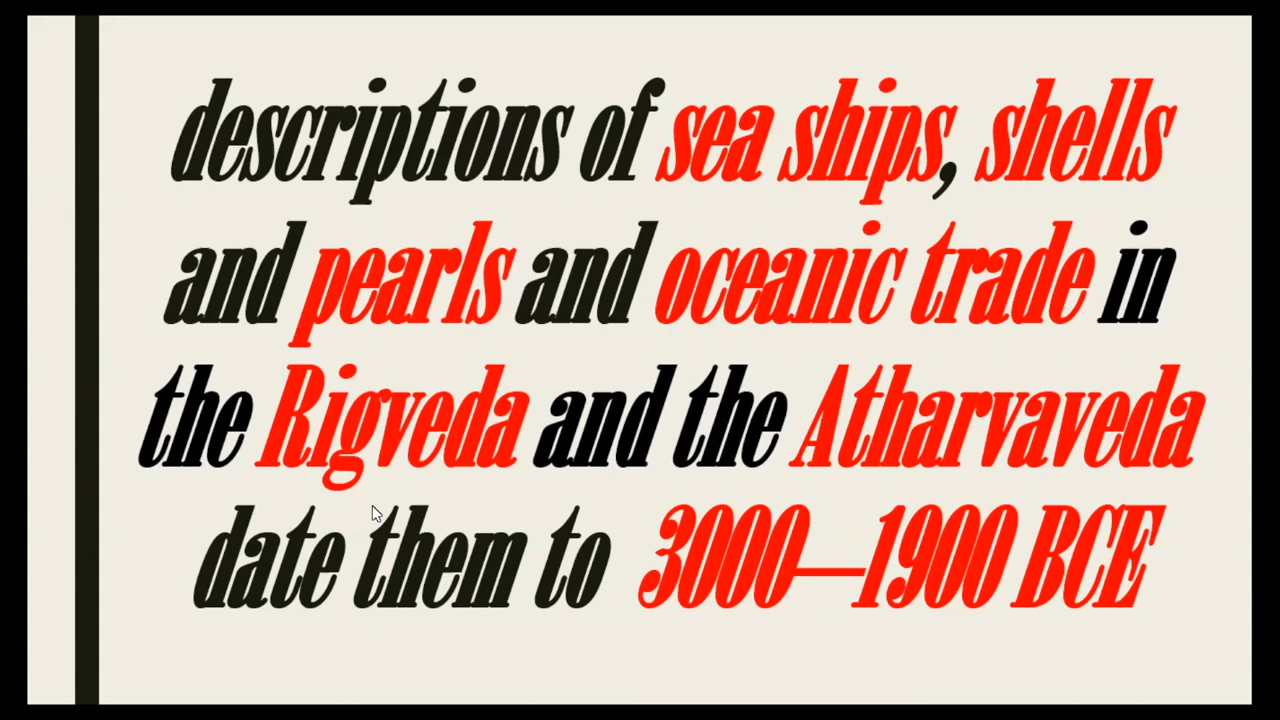 descriptions of sea ships, shells
and pearls and oceanic trade in
the Rigveda and the Atharvaveda
date them to 3000—1900 BCE